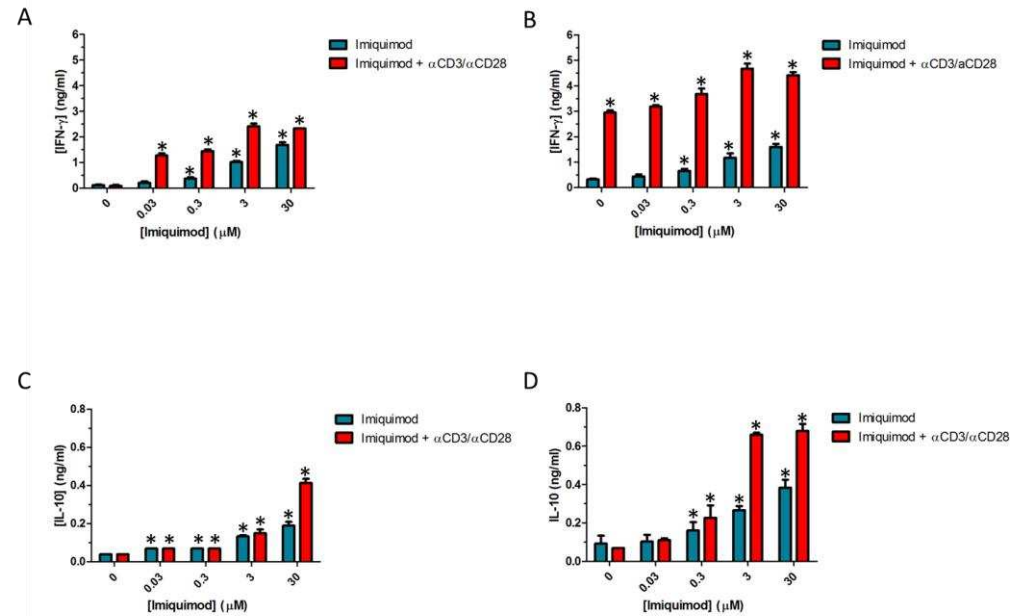 A
Imiquimod
Imiquimod + αCD3/αCD28
[IFN-γ] (ng/ml)
6
5
4
3
2
1
0
* * * * * * *
0 0.03 0.3 3 30
[Imiquimod] (μM)
B
Imiquimod
Imiquimod + αCD3/aCD28
[IFN-γ] (ng/ml)
6
5
4
3
2
1
0
* * * * * * * *
0 0.03 0.3 3 30
[Imiquimod] (μM)
C
Imiquimod
Imiquimod + αCD3/αCD28
[IL-10] (ng/ml)
0.8
0.6
0.4
0.2
0.0
* * * * * * * *
0 0.03 0.3 3 30
[Imiquimod] (μM)
D
Imiquimod
Imiquimod + αCD3/αCD28
IL-10 (ng/ml)
0.8
0.6
0.4
0.2
0.0
* * * * * *
0 0.03 0.3 3 30
[Imiquimod] (μM)